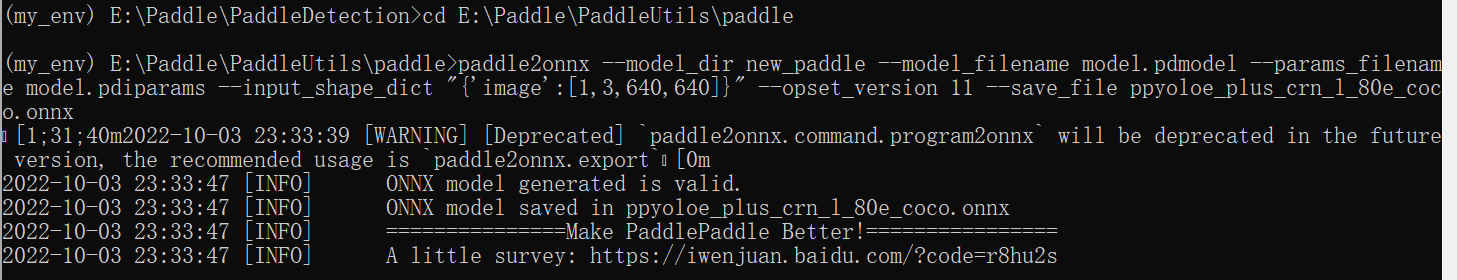 (my_env) E:\Paddle\PaddleDetection>cd E:\Paddle\PaddleUtils\paddle
(my_env) E:\Paddle\PaddleUtils\paddle>paddle2onnx --model_dir new_paddle --model_filename model.pdmodel --params_filenam
e model.pdiparams --input_shape_dict "{'image':[1,3,640,640]}" --opset_version 11 --save_file ppyoloe_plus_crn_l_80e_coc
o.onnx
[1;31;40m2022-10-03 23:33:39 [WARNING] [Deprecated] `paddle2onnx.command.program2onnx` will be deprecated in the future
version, the recommended usage is `paddle2onnx.export`[0m
2022-10-03 23:33:47 [INFO] ONNX model generated is valid.
2022-10-03 23:33:47 [INFO] ONNX model saved in ppyoloe_plus_crn_l_80e_coco.onnx
2022-10-03 23:33:47 [INFO] ===============Make PaddlePaddle Better!================
2022-10-03 23:33:47 [INFO] A little survey: https://iwenjuan.baidu.com/?code=r8hu2s